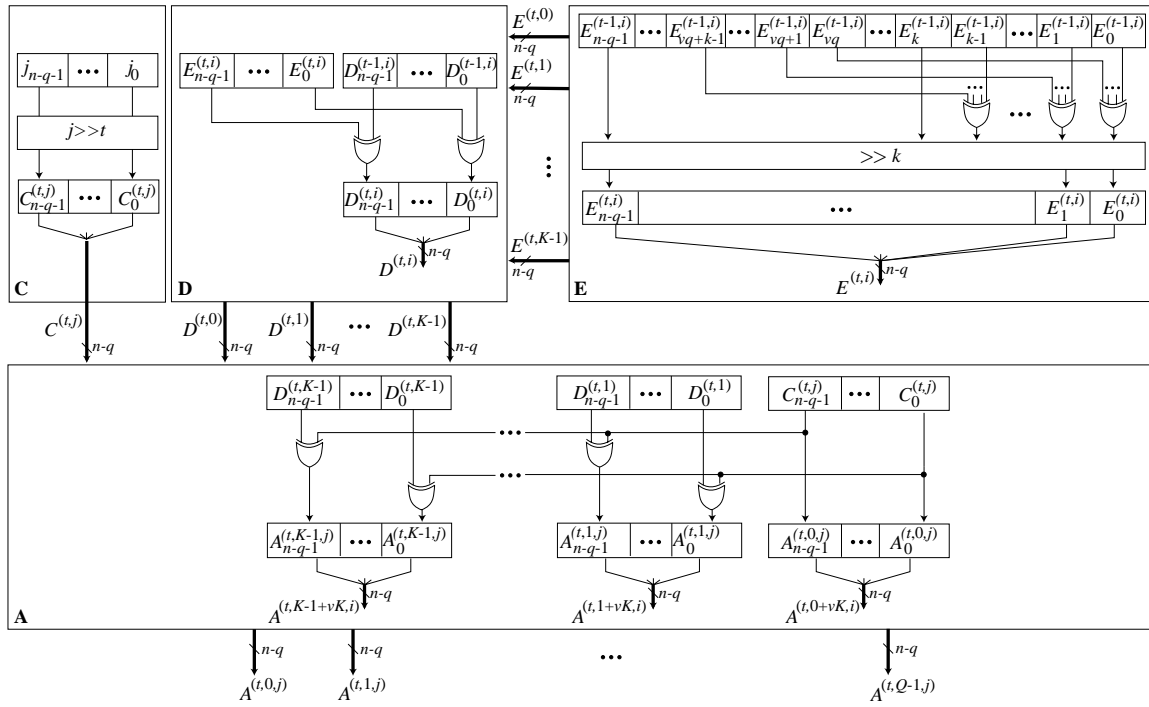 j_{n-q-1} ••• j_0
j>>t
C_{n-q-1}^{(t,j)} ••• C_0^{(t,j)}
C
E_{n-q-1}^{(t,i)} ••• E_0^{(t,i)} D_{n-q-1}^{(t-1,i)} ••• D_0^{(t-1,i)}
D_{n-q-1}^{(t,i)} ••• D_0^{(t,i)}
n-q
D^{(t,i)}
D
E^{(t,0)}
n-q
E^{(t,1)}
n-q
•••
E^{(t,K-1)}
n-q
E_{n-q-1}^{(t-1,i)} ••• E_{vq+k-1}^{(t-1,i)} ••• E_{vq+1}^{(t-1,i)} E_{vq}^{(t-1,i)} ••• E_k^{(t-1,i)} E_{k-1}^{(t-1,i)} ••• E_1^{(t-1,i)} E_0^{(t-1,i)}
••• ••• •••
•••
>> k
E_{n-q-1}^{(t,i)} ••• E_1^{(t,i)} E_0^{(t,i)}
n-q
E^{(t,i)}
E
C^{(t,j)} D^{(t,0)} D^{(t,1)} ••• D^{(t,K-1)}
n-q n-q n-q n-q
D_{n-q-1}^{(t,K-1)} ••• D_0^{(t,K-1)} D_{n-q-1}^{(t,1)} ••• D_0^{(t,1)} C_{n-q-1}^{(t,j)} ••• C_0^{(t,j)}
•••
•••
A_{n-q-1}^{(t,K-1,j)} ••• A_0^{(t,K-1,j)} A_{n-q-1}^{(t,1,j)} ••• A_0^{(t,1,j)} A_{n-q-1}^{(t,0,j)} ••• A_0^{(t,0,j)}
n-q n-q n-q
A^{(t,K-1+vK,i)} A^{(t,1+vK,i)} A^{(t,0+vK,i)}
A
n-q n-q ••• n-q
A^{(t,0,j)} A^{(t,1,j)} A^{(t,Q-1,j)}